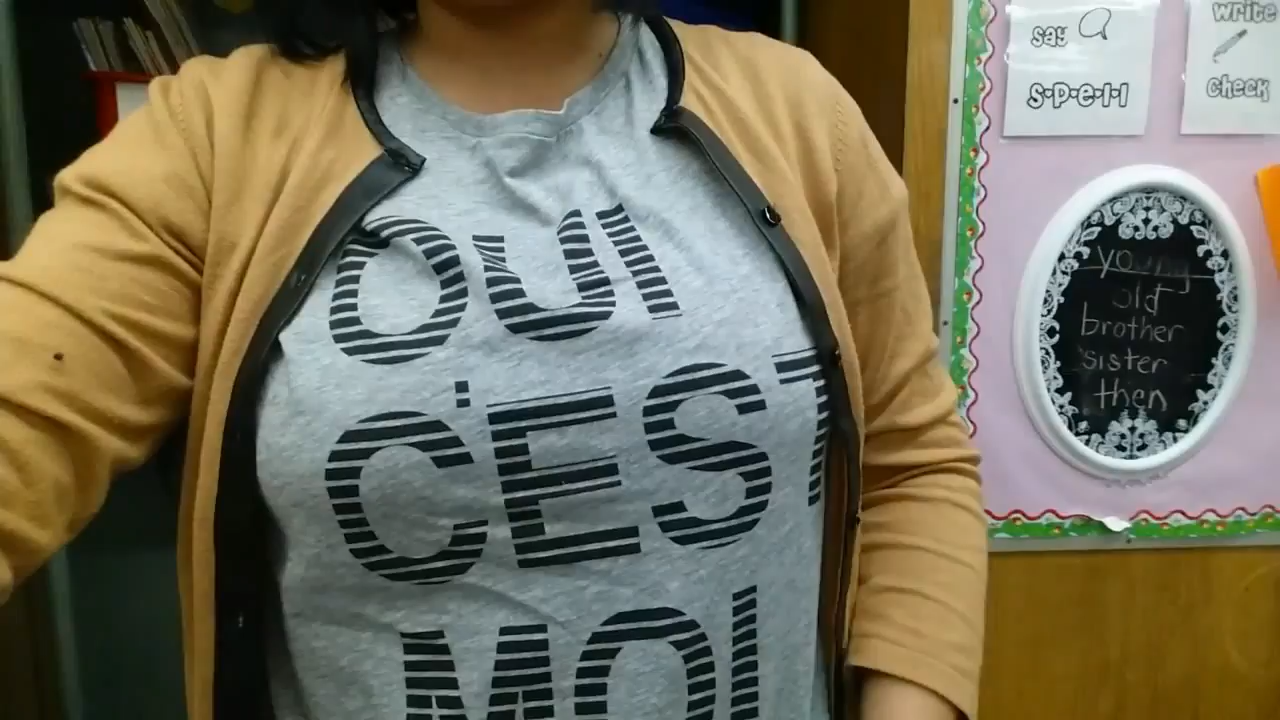 OUI
C'EST
MOI
say
s·p·e·l·l
write
check
young
old
brother
sister
then